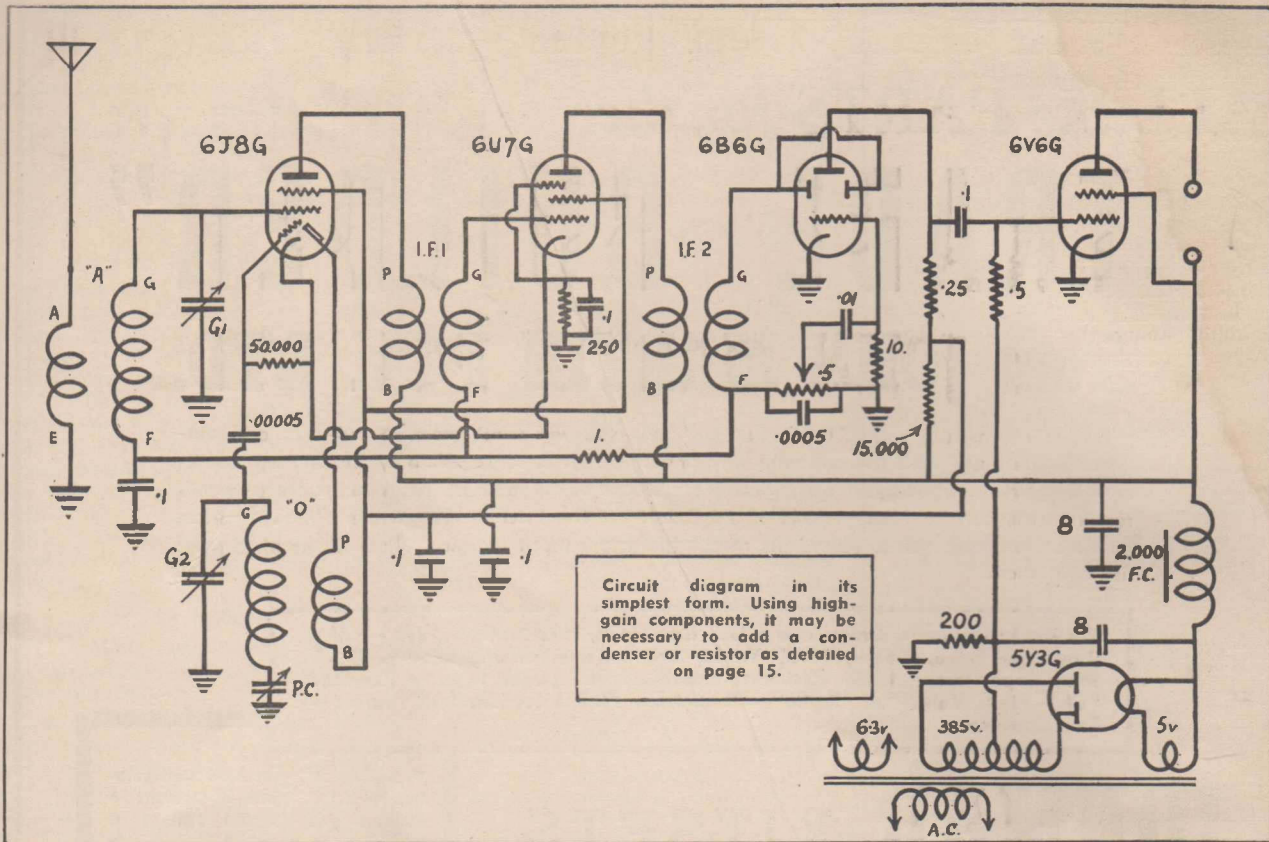 6J8G
6U7G
6B6G
6V6G
"A"
A
G
G1
E
F
.1
50.000
.00005
I.F.1
P
G
B
F
.1
250
I.F.2
P
G
B
F
.01
.5
.0005
10.
.1
.25
.5
15.000
1.
G2
G
"O"
P
B
P.C.
.1
.1
8
2.000
F.C.
200
8
5Y3G
6.3v
385v.
5v
A.C.
Circuit diagram in its
simplest form. Using high-
gain components, it may be
necessary to add a con-
denser or resistor as detailed
on page 15.